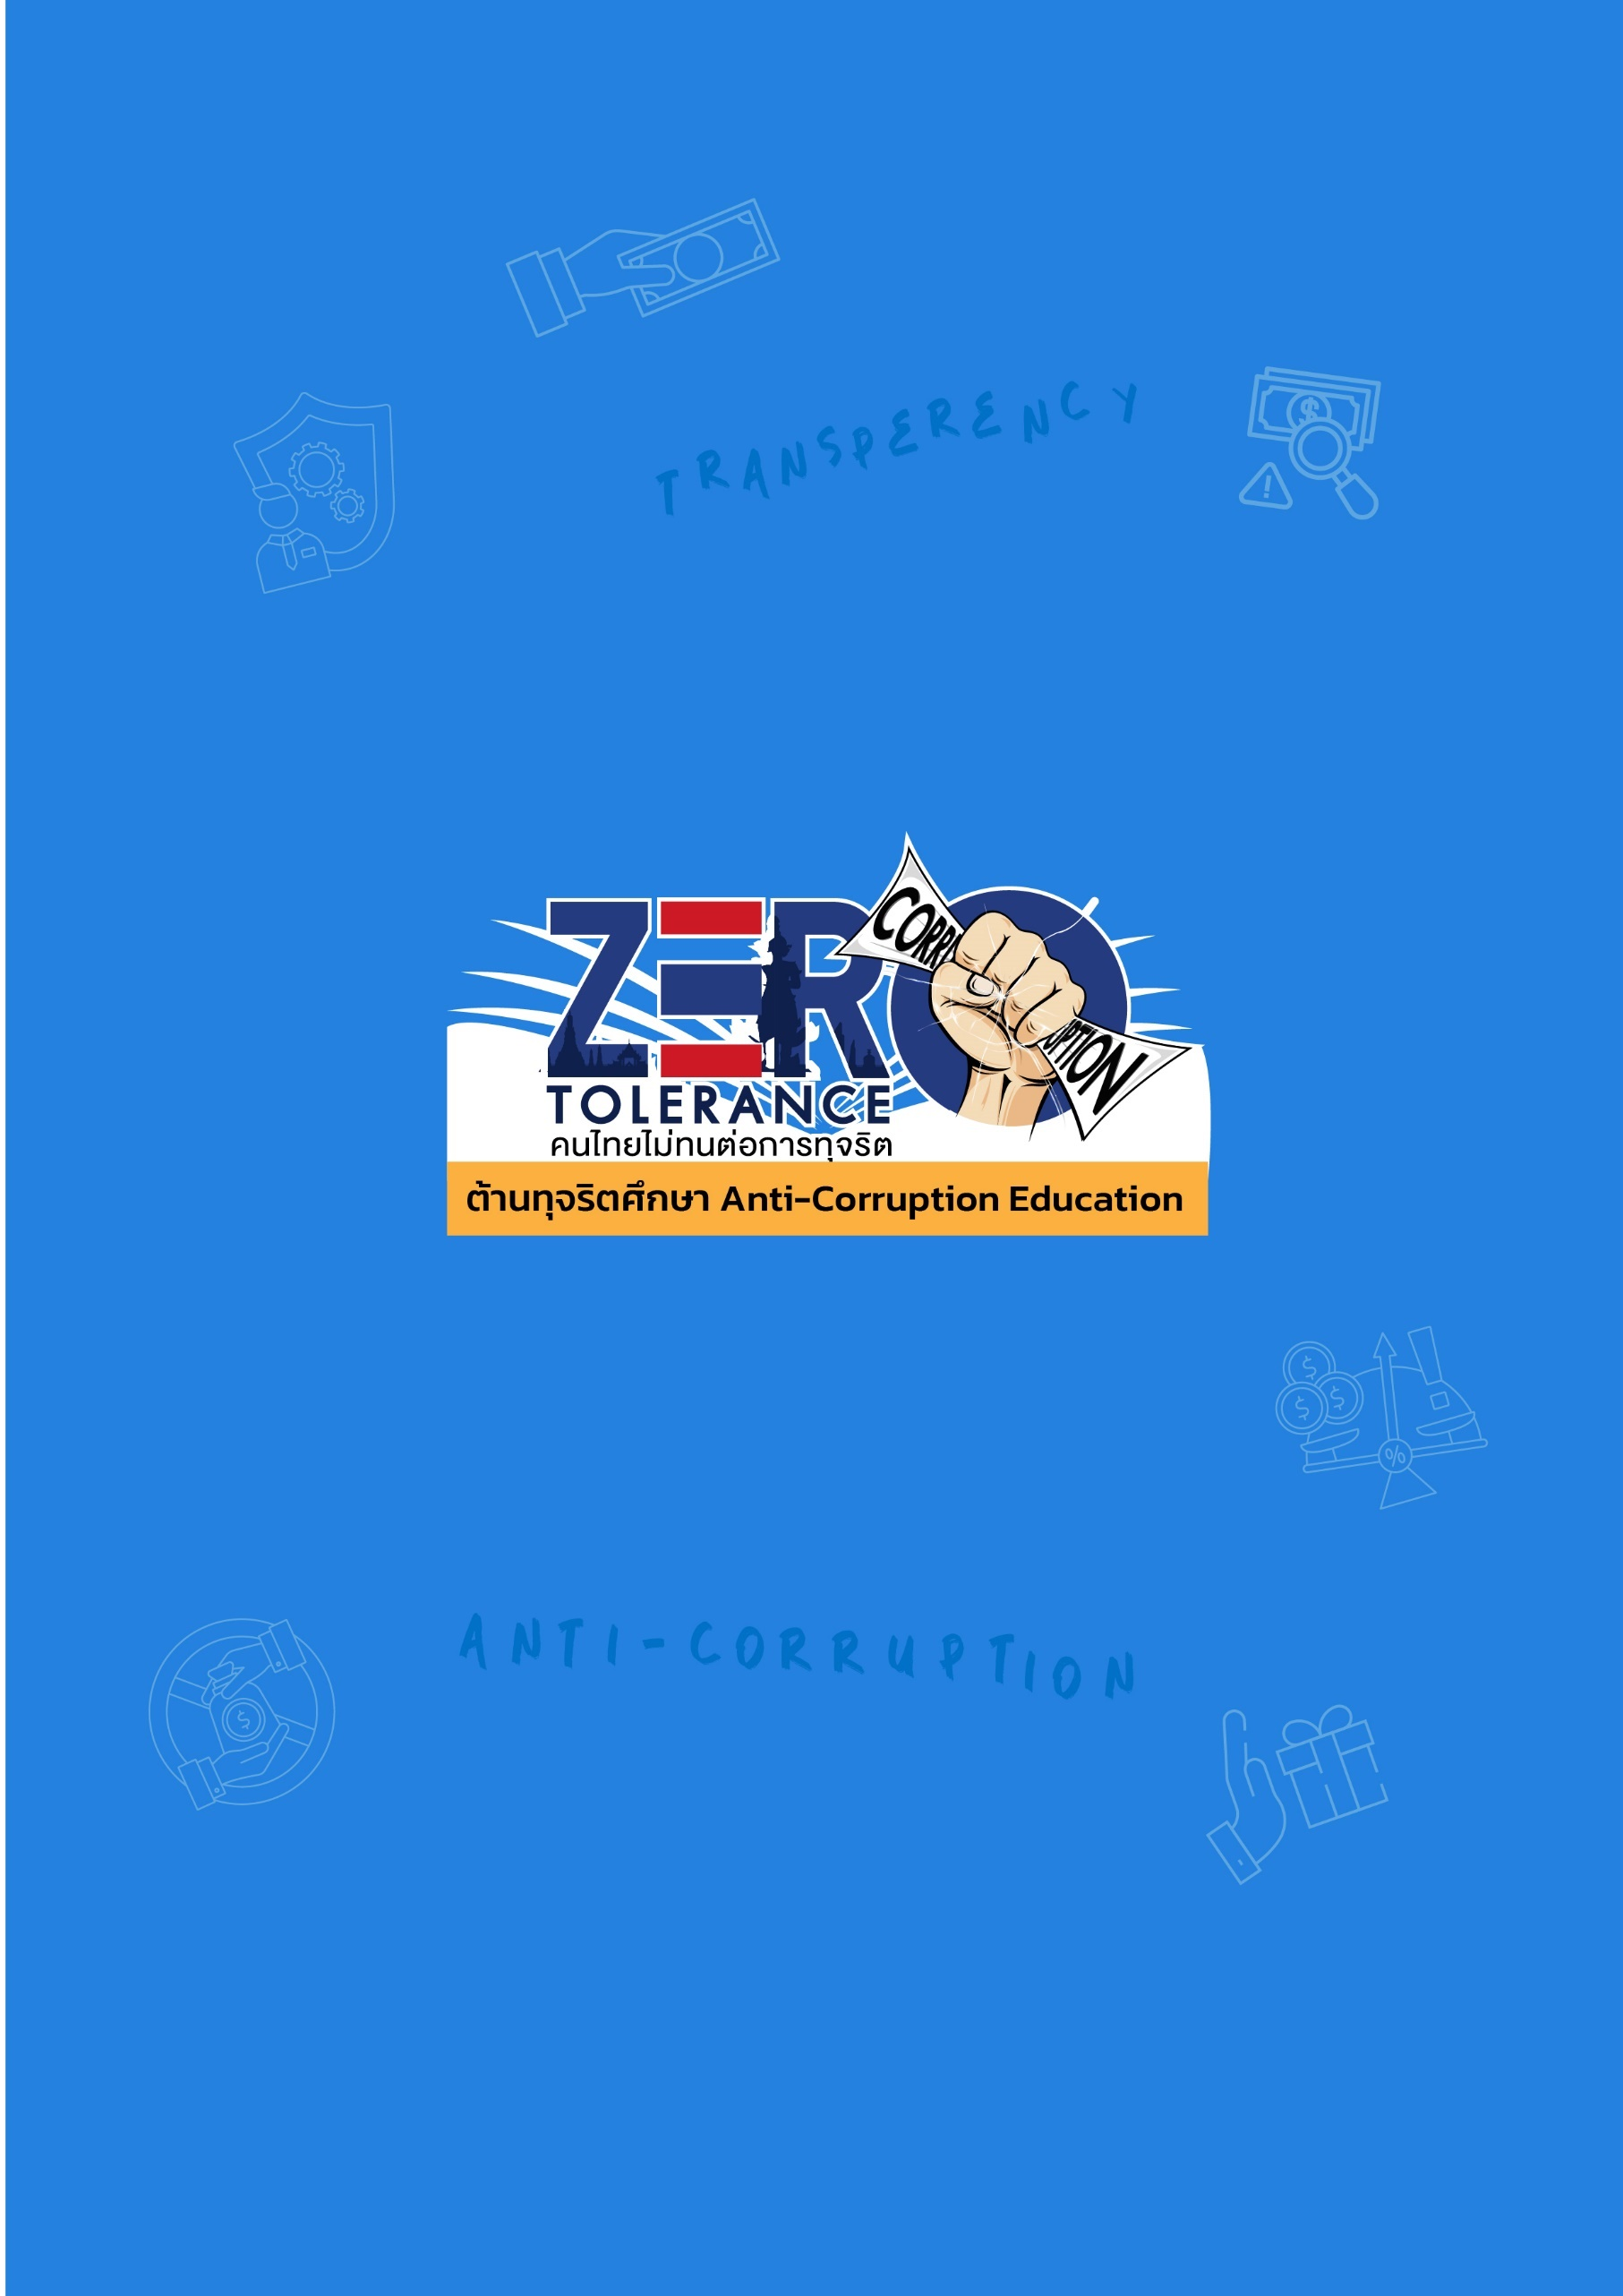 TRANSPERENCY
ZERO
CORR
UPTION
TOLERANCE
คนไทยไม่ทนต่อการทุจริต
ต้านทุจริตศึกษา Anti-Corruption Education
ANTI-CORRUPTION